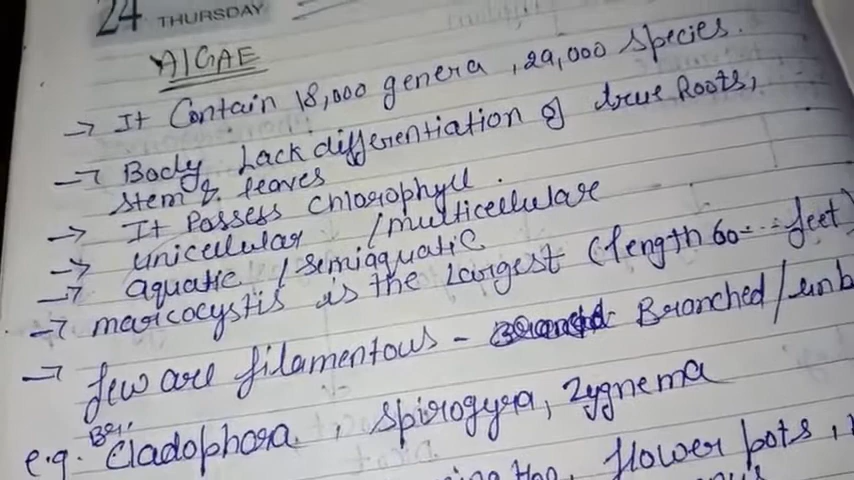 24 THURSDAY
AlGAE
→ It Contain 18,000 genera , 29,000 species.
→ Body Lack differentiation of true Roots,
stem & leaves
→ It Possess chlorophyll .
→ unicellular / multicellular
→ aquatic / semiaquatic
→ marcocystis is the largest (length 60 -- feet)
→ few are filamentous - Branched / unb
e.g. Cladophora , spirogyra, Zygnema
flower pots ,